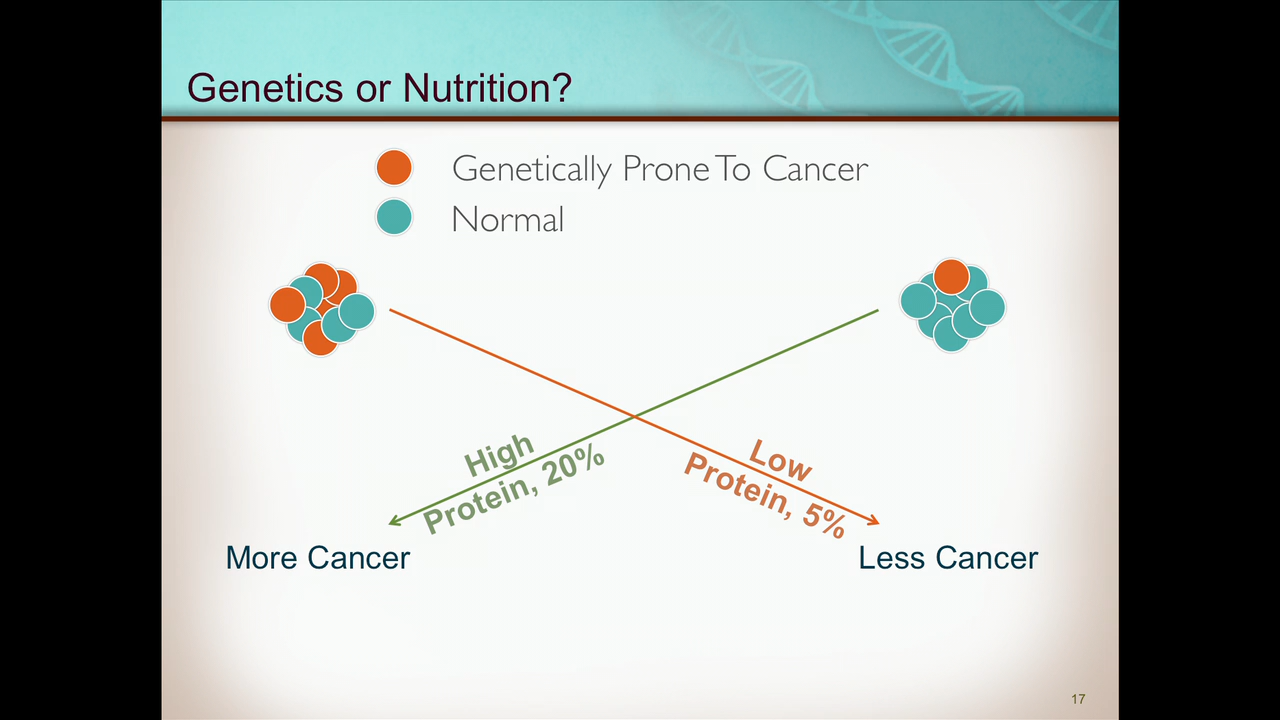 Genetics or Nutrition?
Genetically Prone To Cancer
Normal
High
Protein, 20%
Low
Protein, 5%
More Cancer
Less Cancer
17